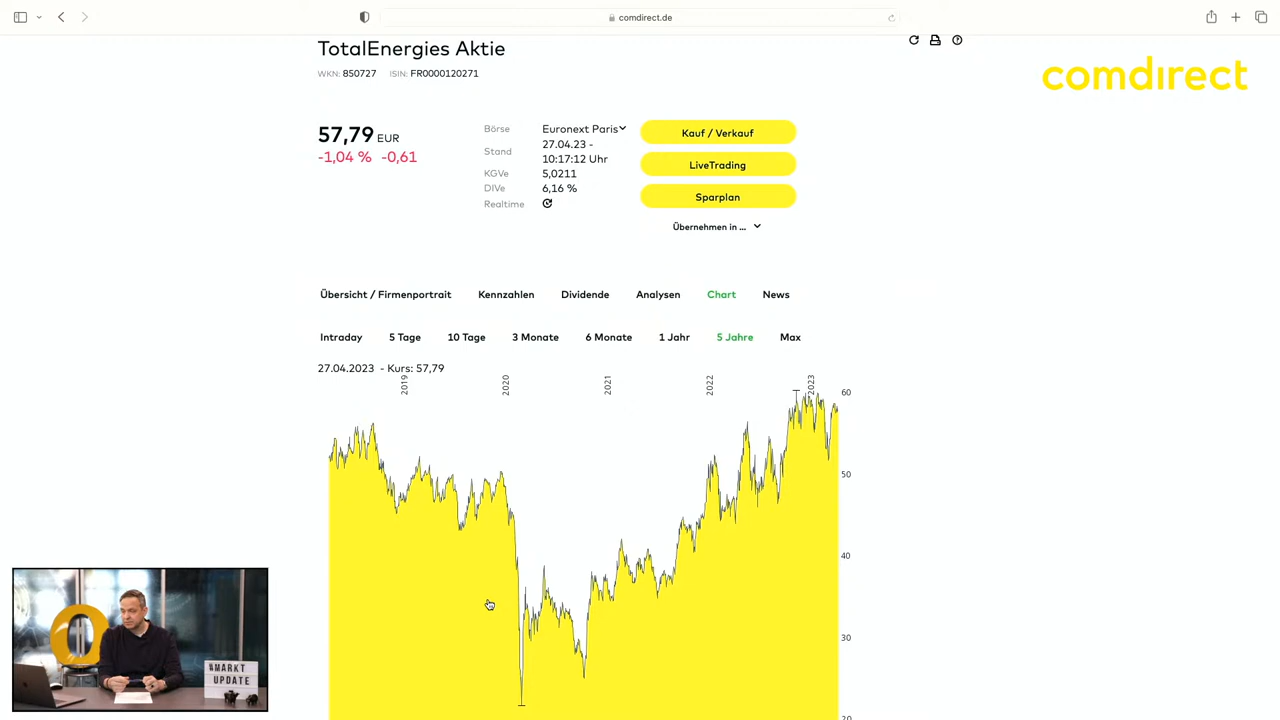 comdirect.de
TotalEnergies Aktie
WKN: 850727 ISIN: FR0000120271
comdirect
57,79 EUR
-1,04 % -0,61
Börse Euronext Paris
Stand 27.04.23 -
10:17:12 Uhr
KGVe 5,0211
DIVe 6,16 %
Realtime
Kauf / Verkauf
LiveTrading
Sparplan
Übernehmen in ...
Übersicht / Firmenportrait Kennzahlen Dividende Analysen Chart News
Intraday 5 Tage 10 Tage 3 Monate 6 Monate 1 Jahr 5 Jahre Max
27.04.2023 - Kurs: 57,79
2019 2020 2021 2022 2023
60
50
40
30
20
#MARKT
UPDATE